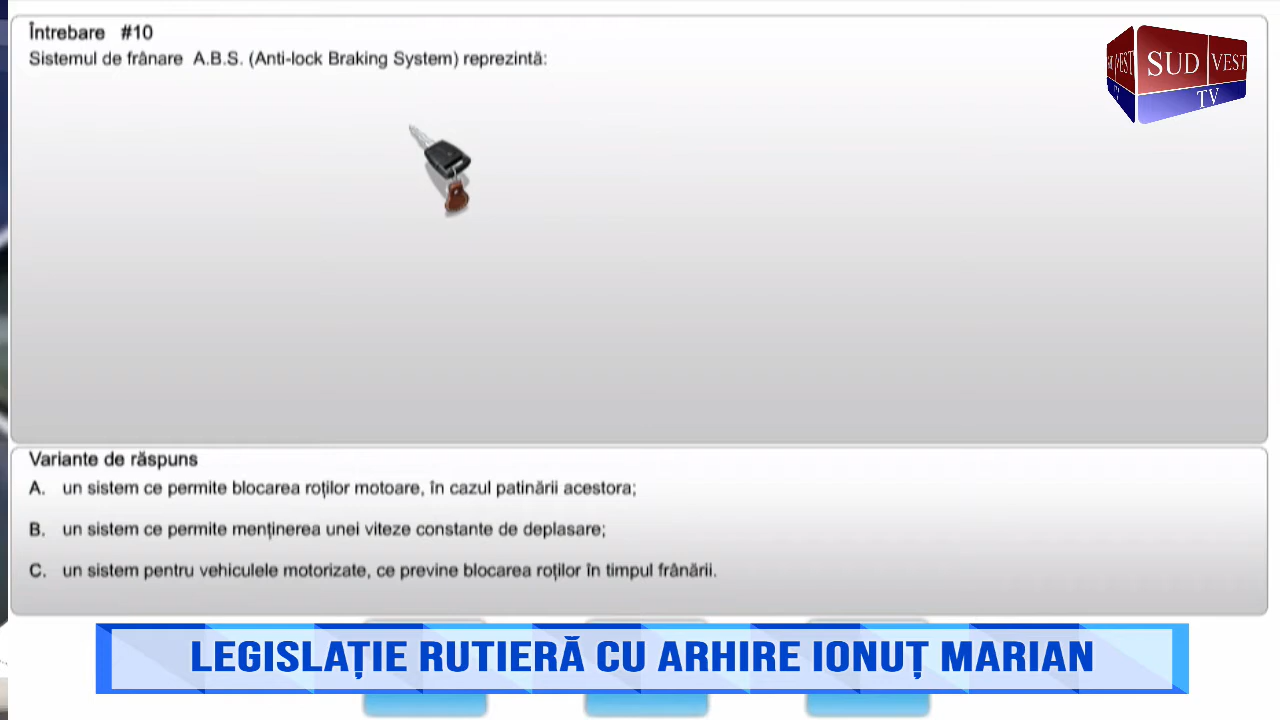 Întrebare #10
Sistemul de frânare A.B.S. (Anti-lock Braking System) reprezintă:
SUD VEST
TV
Variante de răspuns
A. un sistem ce permite blocarea roților motoare, în cazul patinării acestora;
B. un sistem ce permite menținerea unei viteze constante de deplasare;
C. un sistem pentru vehiculele motorizate, ce previne blocarea roților în timpul frânării.
LEGISLAȚIE RUTIERĂ CU ARHIRE IONUȚ MARIAN